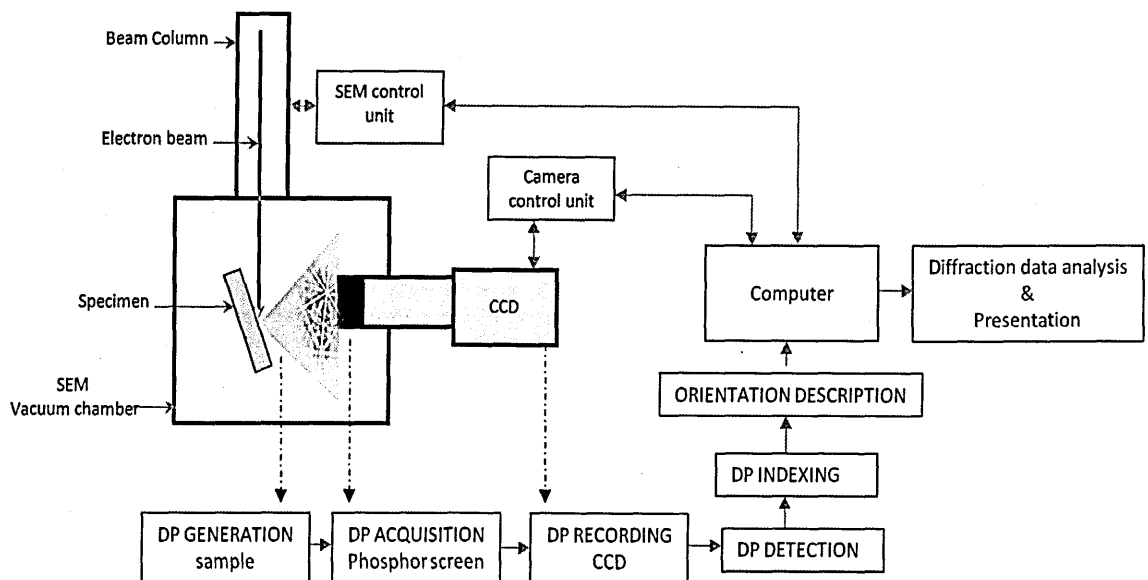 Beam Column
SEM control
unit
Electron beam
Camera
control unit
Specimen
CCD
Computer
Diffraction data analysis
&
Presentation
SEM
Vacuum chamber
ORIENTATION DESCRIPTION
DP INDEXING
DP GENERATION
sample
DP ACQUISITION
Phosphor screen
DP RECORDING
CCD
DP DETECTION